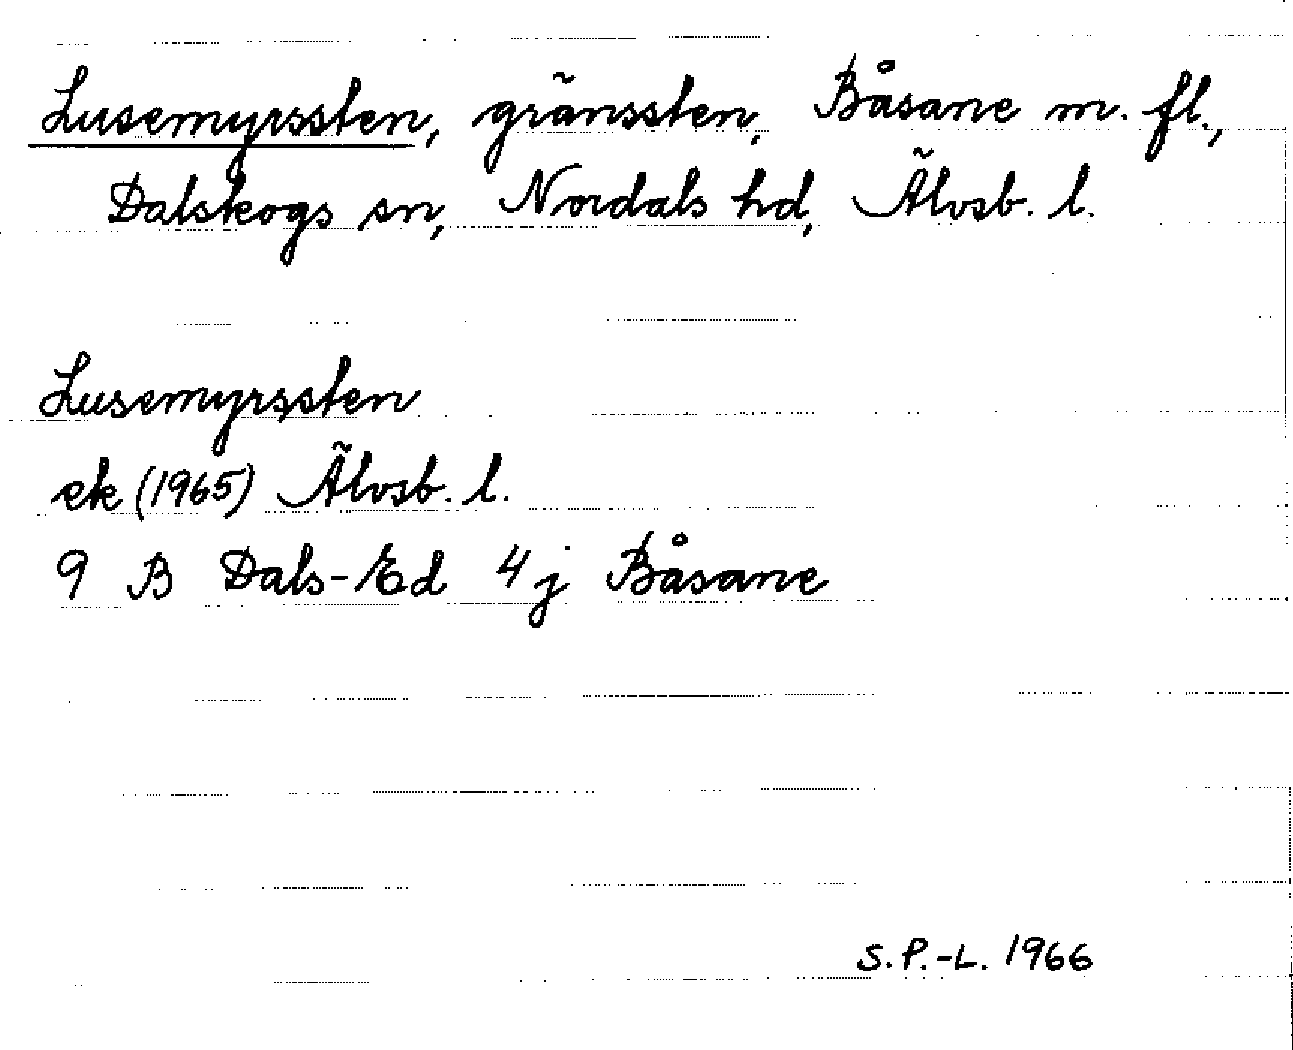 Lusemyrssten, gränssten, Båsane m. fl.,
Dalskogs sn, Nordals hd, Älvsb. l.
Lusemyrssten
ek (1965) Älvsb. l.
9 B Dals-Ed 4 j Båsane
S.P.-L. 1966